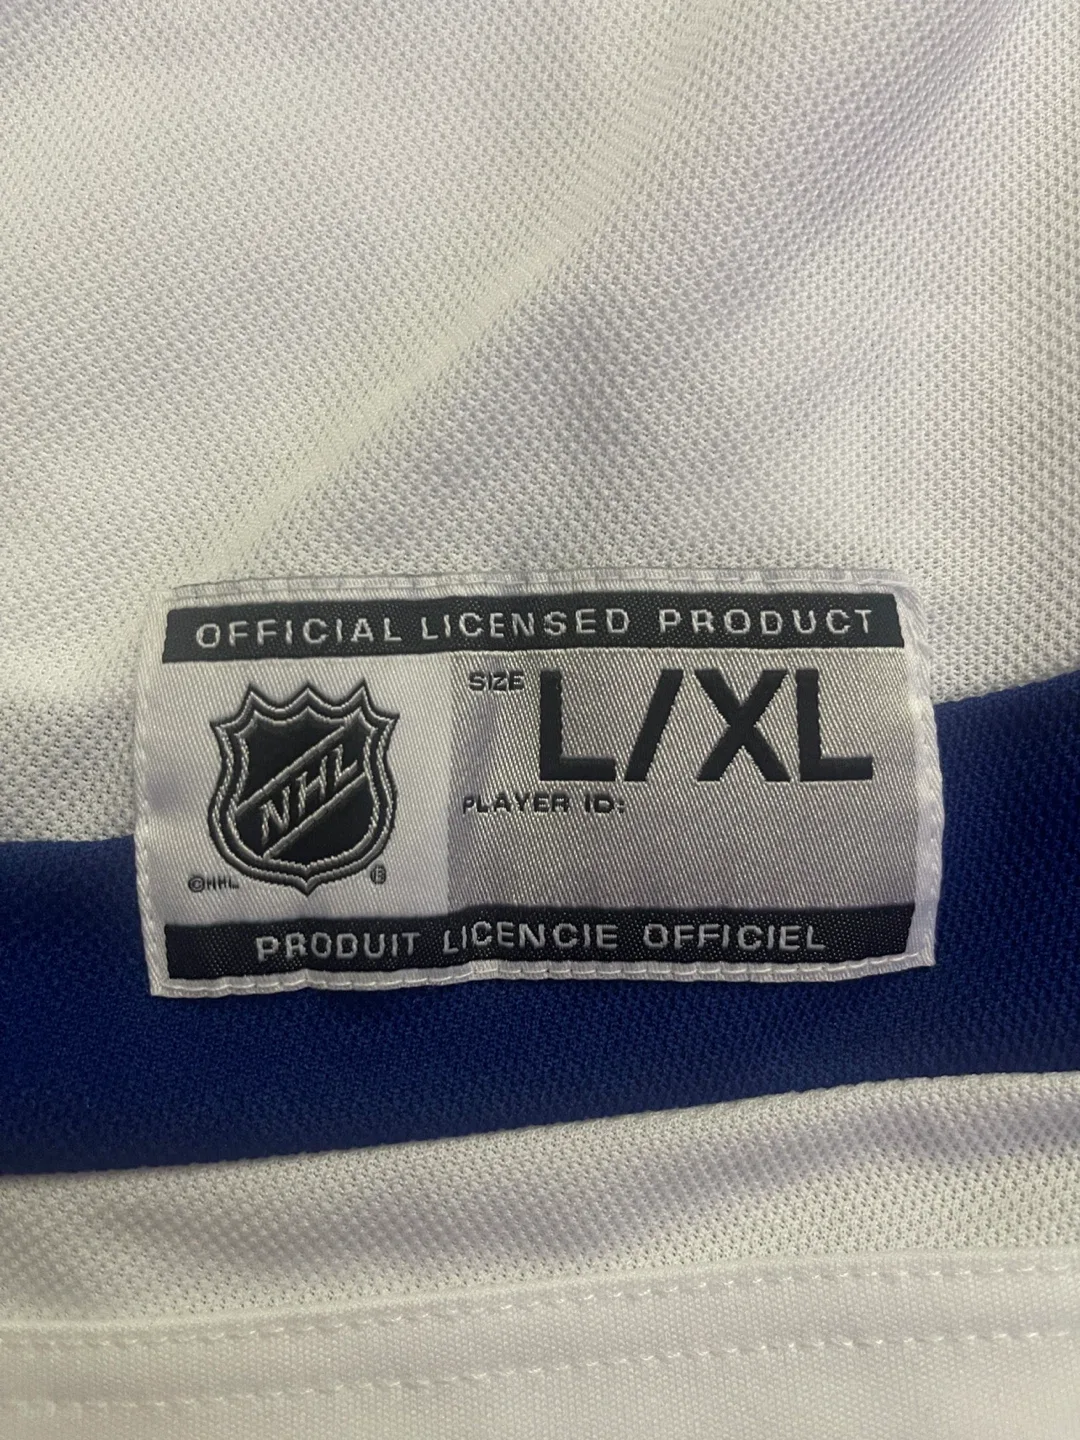 OFFICIAL LICENSED PRODUCT
SIZE L/XL
NHL
PLAYER ID:
©NHL ®
PRODUIT LICENCIE OFFICIEL